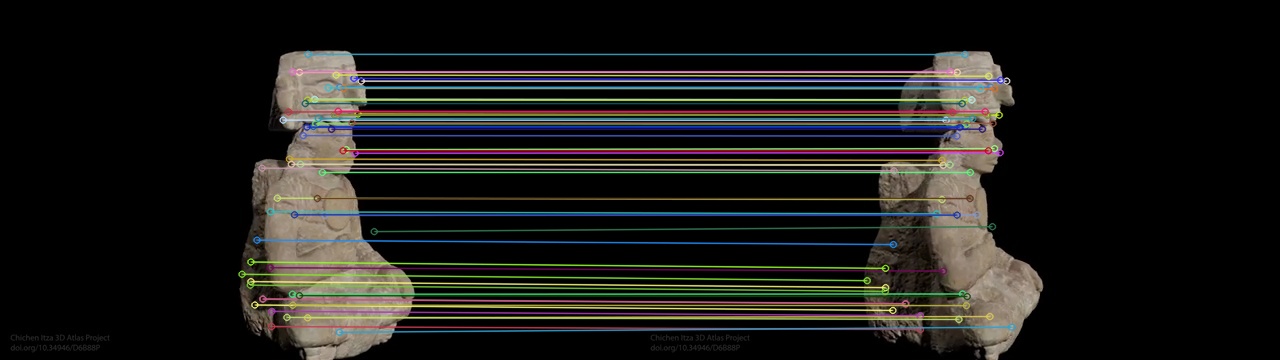 Chichen Itza 3D Atlas Project
doi.org/10.34946/D6B88P
Chichen Itza 3D Atlas Project
doi.org/10.34946/D6B88P